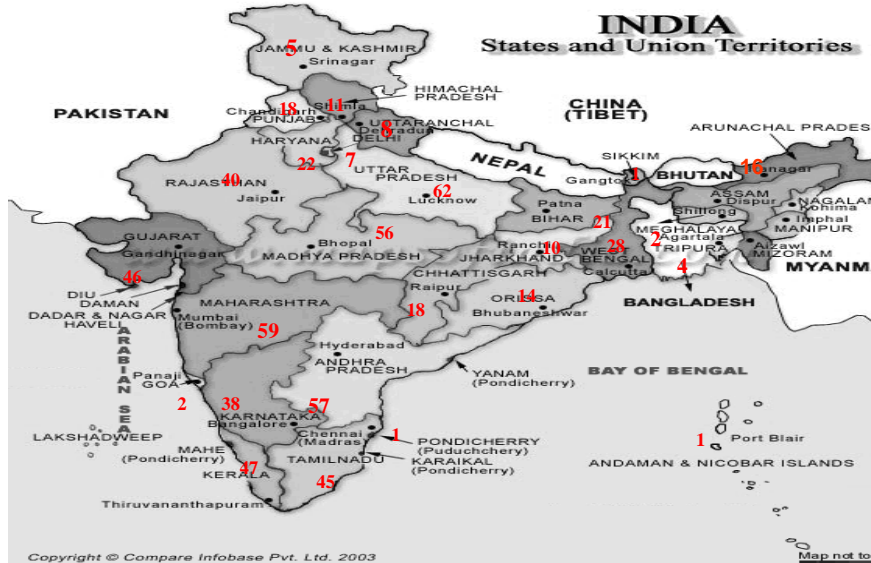 INDIA
States and Union Territories
5
JAMMU & KASHMIR
Srinagar
HIMACHAL
PRADESH
PAKISTAN
18
Chandigarh
PUNJAB
11
Shimla
8
UTTARANCHAL
Dehradun
DELHI
CHINA
(TIBET)
ARUNACHAL PRADES
HARYANA
22
7
UTTAR
PRADESH
NEPAL
SIKKIM
1
Gangtok
BHUTAN
16
40
RAJASTHAN
Jaipur
62
Lucknow
Patna
BIHAR
21
ASSAM
Dispur
NAGALAN
Kohima
Shillong
Imphal
MANIPUR
MEGHALAYA
GUJARAT
Gandhinagar
56
Bhopal
MADHYA PRADESH
Ranchi
10
JHARKHAND
WEST
BENGAL
28
Calcutta
2
Agartala
TRIPURA
Aizawl
MIZORAM
MYANM
46
DIU
DAMAN
DADAR & NAGAR
HAVELI
CHHATTISGARH
Raipur
18
14
ORISSA
Bhubaneshwar
4
BANGLADESH
MAHARASHTRA
Mumbai
(Bombay)
59
ARABIAN SEA
Hyderabad
ANDHRA
PRADESH
YANAM
(Pondicherry)
BAY OF BENGAL
Panaji
GOA
2
38
57
KARNATAKA
Bangalore
Chennai
(Madras)
1
PONDICHERRY
(Puduchchery)
KARAIKAL
(Pondicherry)
1
Port Blair
ANDAMAN & NICOBAR ISLANDS
LAKSHADWEEP
MAHE
(Pondicherry)
47
KERALA
TAMILNADU
45
Thiruvananthapuram
Copyright © Compare Infobase Pvt. Ltd. 2003
Map not to